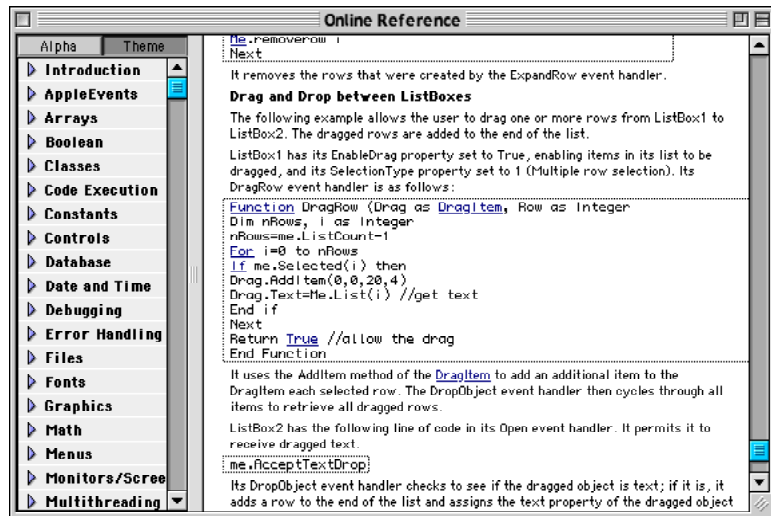 Online Reference
Alpha
Theme
Introduction
AppleEvents
Arrays
Boolean
Classes
Code Execution
Constants
Controls
Database
Date and Time
Debugging
Error Handling
Files
Fonts
Graphics
Math
Menus
Monitors/Scree
Multithreading
Me.removerow i
Next
It removes the rows that were created by the ExpandRow event handler.
Drag and Drop between ListBoxes
The following example allows the user to drag one or more rows from ListBox1 to
ListBox2. The dragged rows are added to the end of the list.
ListBox1 has its EnableDrag property set to True, enabling items in its list to be
dragged, and its SelectionType property set to 1 (Multiple row selection). Its
DragRow event handler is as follows:
Function DragRow (Drag as DragItem, Row as Integer
Dim nRows, i as Integer
nRows=me.ListCount-1
For i=0 to nRows
If me.Selected(i) then
Drag.AddItem(0,0,20,4)
Drag.Text=Me.List(i) //get text
End if
Next
Return True //allow the drag
End Function
It uses the AddItem method of the DragItem to add an additional item to the
DragItem each selected row. The DropObject event handler then cycles through all
items to retrieve all dragged rows.
ListBox2 has the following line of code in its Open event handler. It permits it to
receive dragged text.
me.AcceptTextDrop
Its DropObject event handler checks to see if the dragged object is text; if it is, it
adds a row to the end of the list and assigns the text property of the dragged object